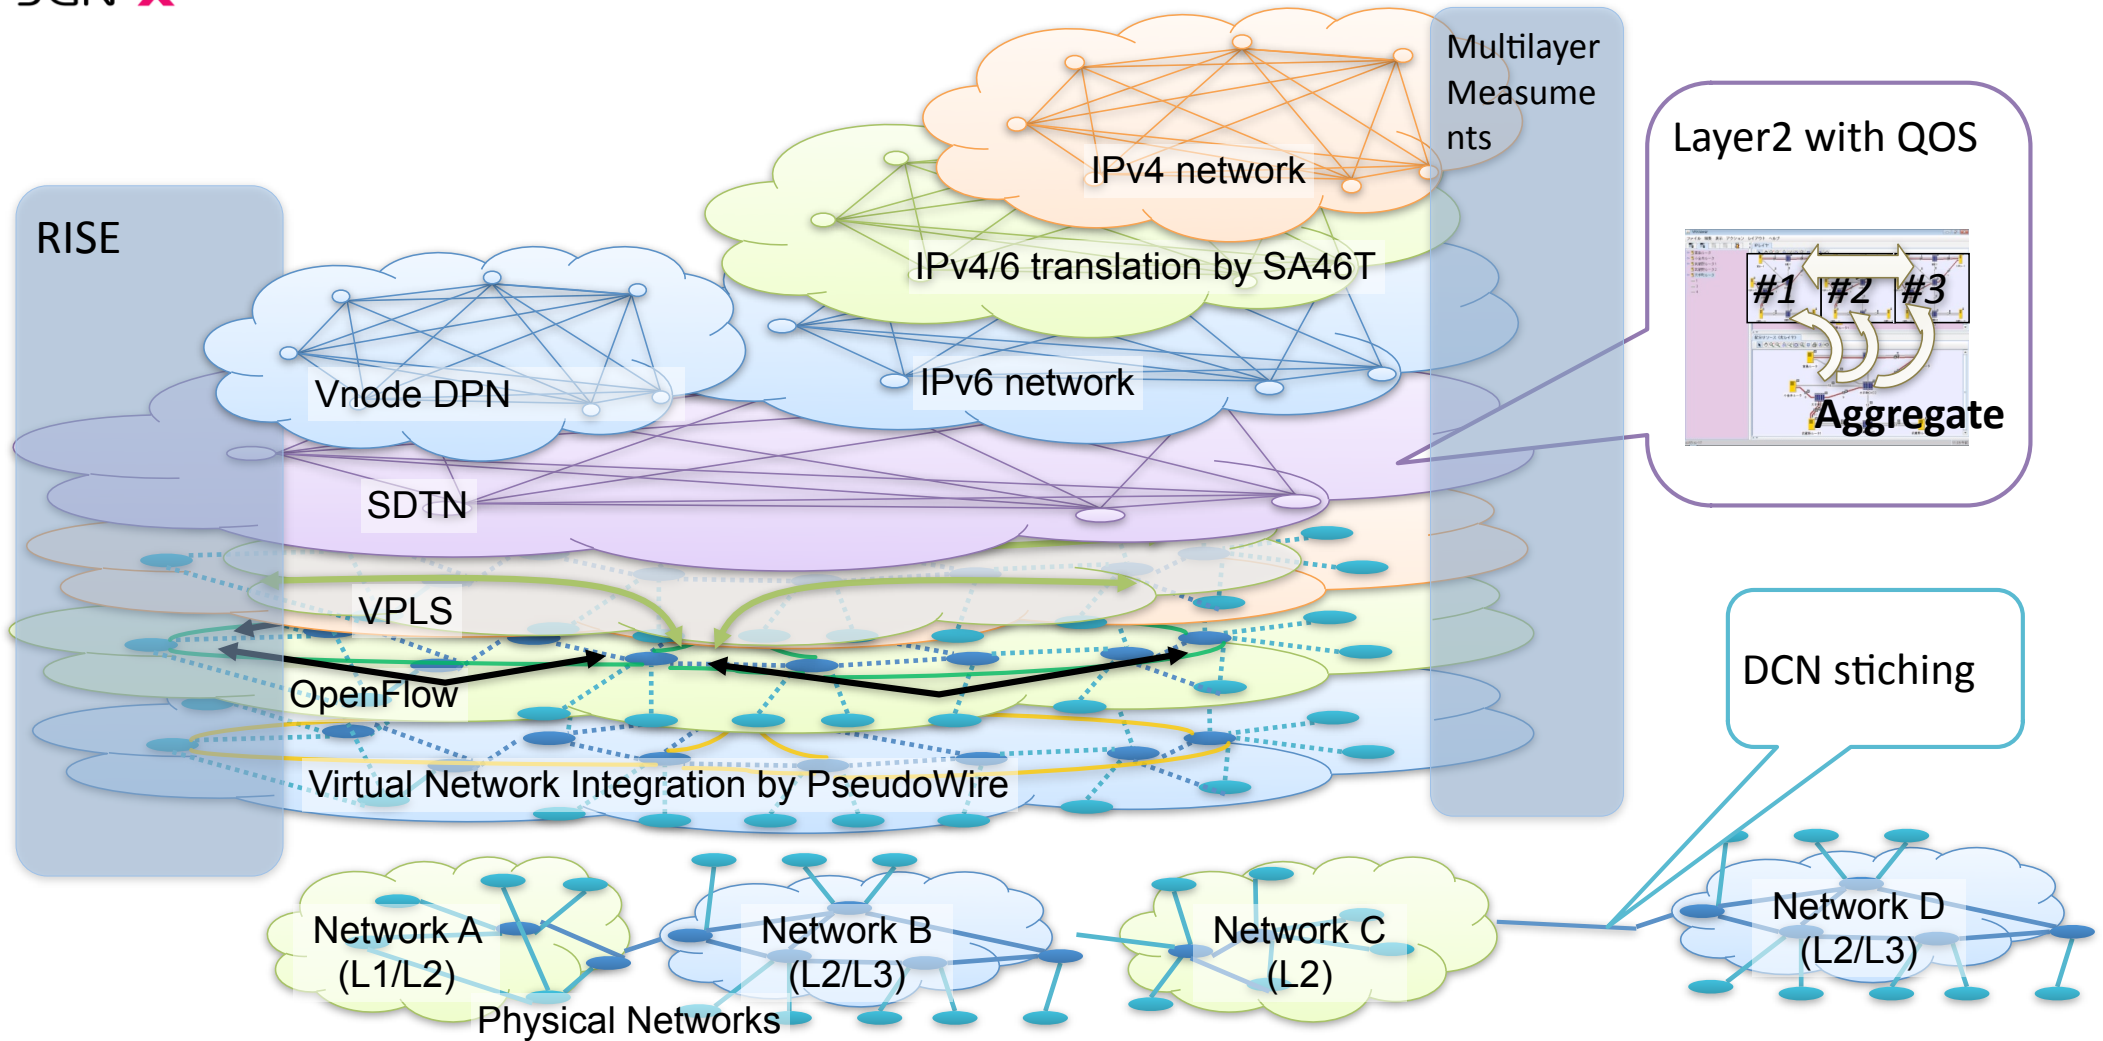 Multilayer
Measume
nts
Layer2 with QOS
IPv4 network
RISE
IPv4/6 translation by SA46T
#1 #2 #3
Vnode DPN
IPv6 network
Aggregate
SDTN
VPLS
OpenFlow
DCN stiching
Virtual Network Integration by PseudoWire
Network A
(L1/L2)
Network B
(L2/L3)
Network C
(L2)
Network D
(L2/L3)
Physical Networks